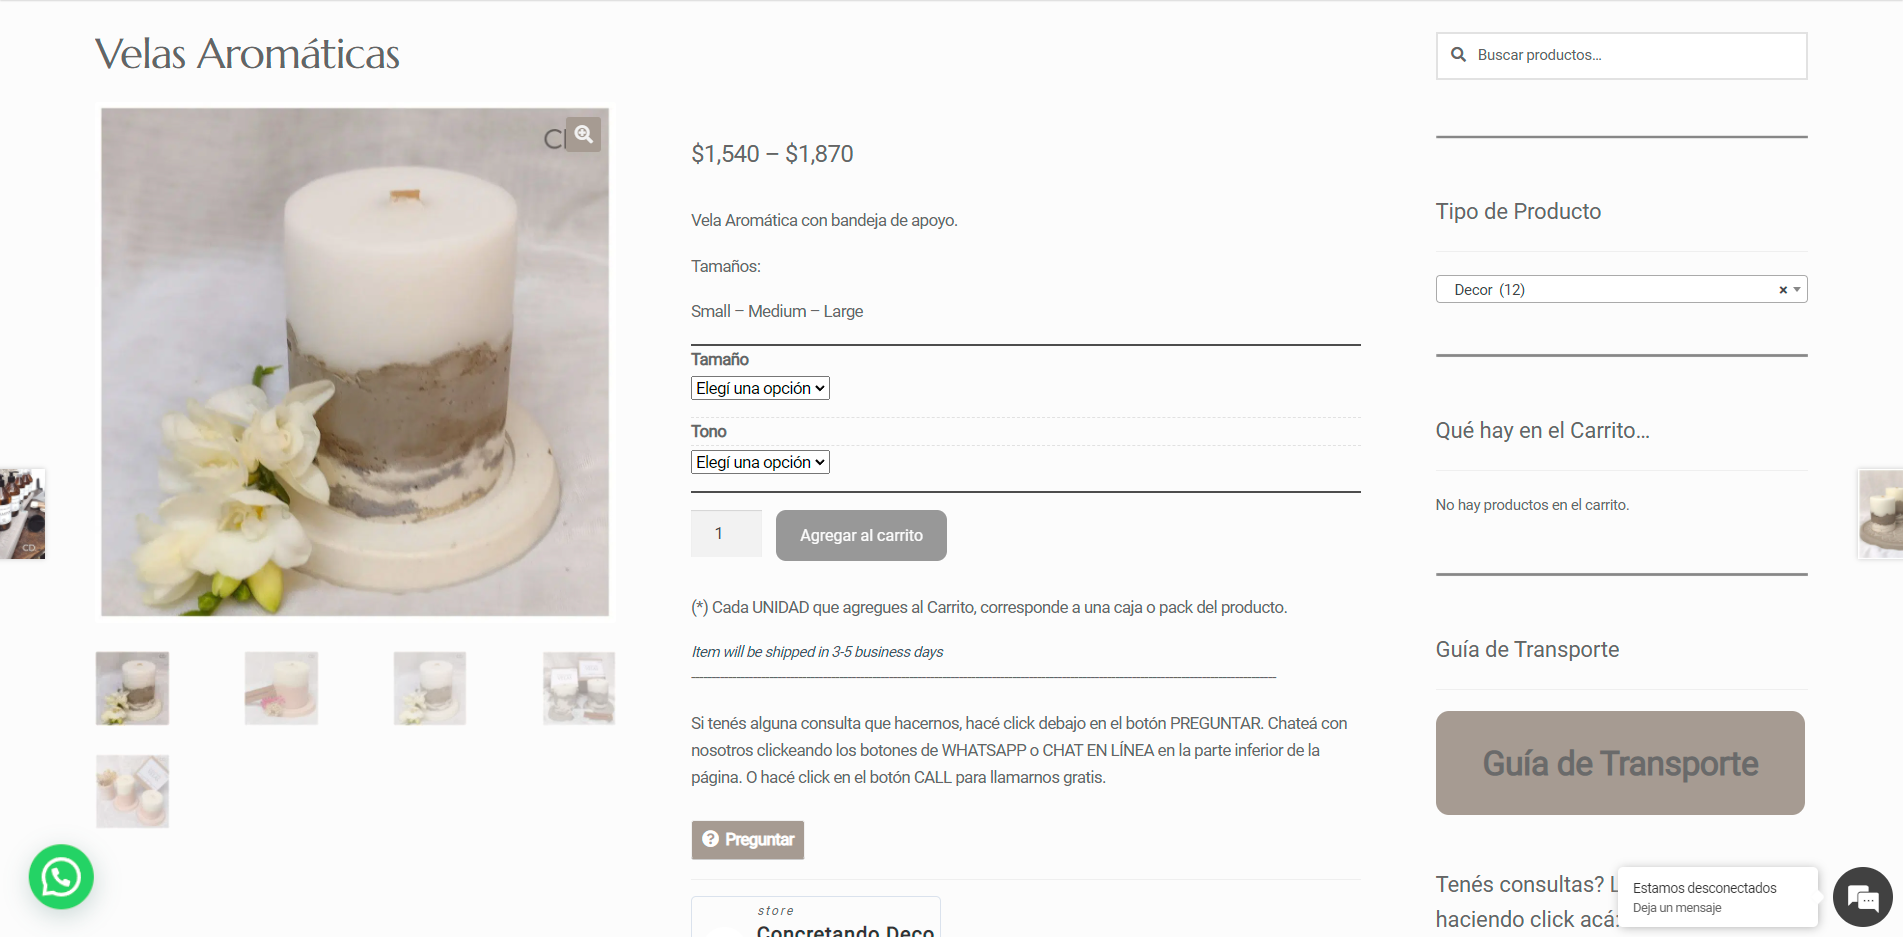 Velas Aromáticas
Buscar productos...
$1,540 – $1,870
Vela Aromática con bandeja de apoyo.
Tamaños:
Small – Medium – Large
Tamaño
Elegí una opción
Tono
Elegí una opción
1
Agregar al carrito
(*) Cada UNIDAD que agregues al Carrito, corresponde a una caja o pack del producto.
Item will be shipped in 3-5 business days
Si tenés alguna consulta que hacernos, hacé click debajo en el botón PREGUNTAR. Chateá con
nosotros clickeando los botones de WHATSAPP o CHAT EN LÍNEA en la parte inferior de la
página. O hacé click en el botón CALL para llamarnos gratis.
Preguntar
store
Concretando Deco
CD
Tipo de Producto
Decor (12)
×
Qué hay en el Carrito...
No hay productos en el carrito.
Guía de Transporte
Guía de Transporte
Tenés consultas?
haciendo click acá:
Estamos desconectados
Deja un mensaje